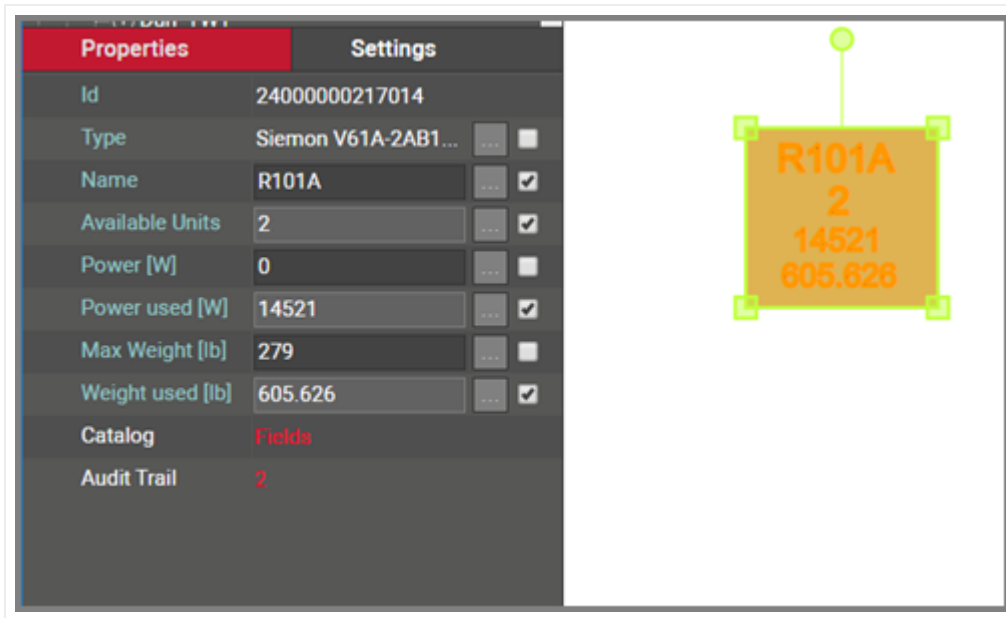 Properties Settings
Id 24000000217014
Type Siemon V61A-2AB1... ...
Name R101A ...
Available Units 2 ...
Power [W] 0 ...
Power used [W] 14521 ...
Max Weight [lb] 279 ...
Weight used [lb] 605.626 ...
Catalog Fields
Audit Trail 2
R101A
2
14521
605.626